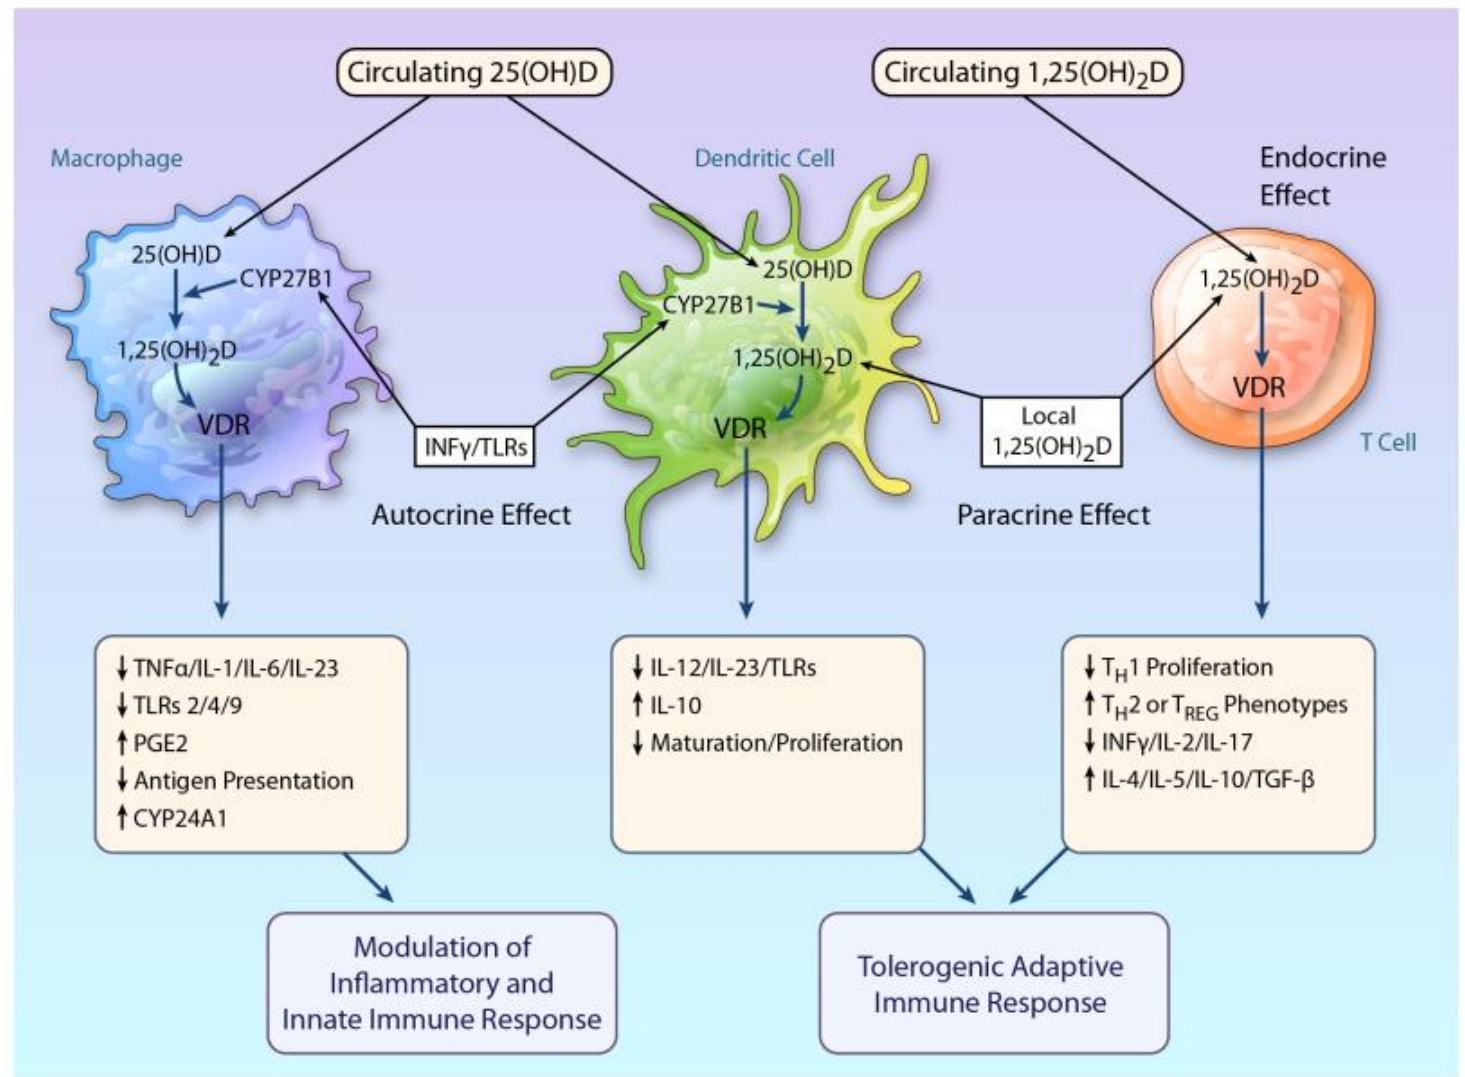 Circulating 25(OH)D
Circulating 1,25(OH)₂D
Macrophage
Dendritic Cell
Endocrine
Effect
25(OH)D
CYP27B1
1,25(OH)₂D
VDR
25(OH)D
CYP27B1
1,25(OH)₂D
VDR
1,25(OH)₂D
VDR
T Cell
INFγ/TLRs
Local
1,25(OH)₂D
Autocrine Effect
Paracrine Effect
↓ TNFα/IL-1/IL-6/IL-23
↓ TLRs 2/4/9
↑ PGE2
↓ Antigen Presentation
↑ CYP24A1
↓ IL-12/IL-23/TLRs
↑ IL-10
↓ Maturation/Proliferation
↓ T_H1 Proliferation
↑ T_H2 or T_REG Phenotypes
↓ INFγ/IL-2/IL-17
↑ IL-4/IL-5/IL-10/TGF-β
Modulation of
Inflammatory and
Innate Immune Response
Tolerogenic Adaptive
Immune Response